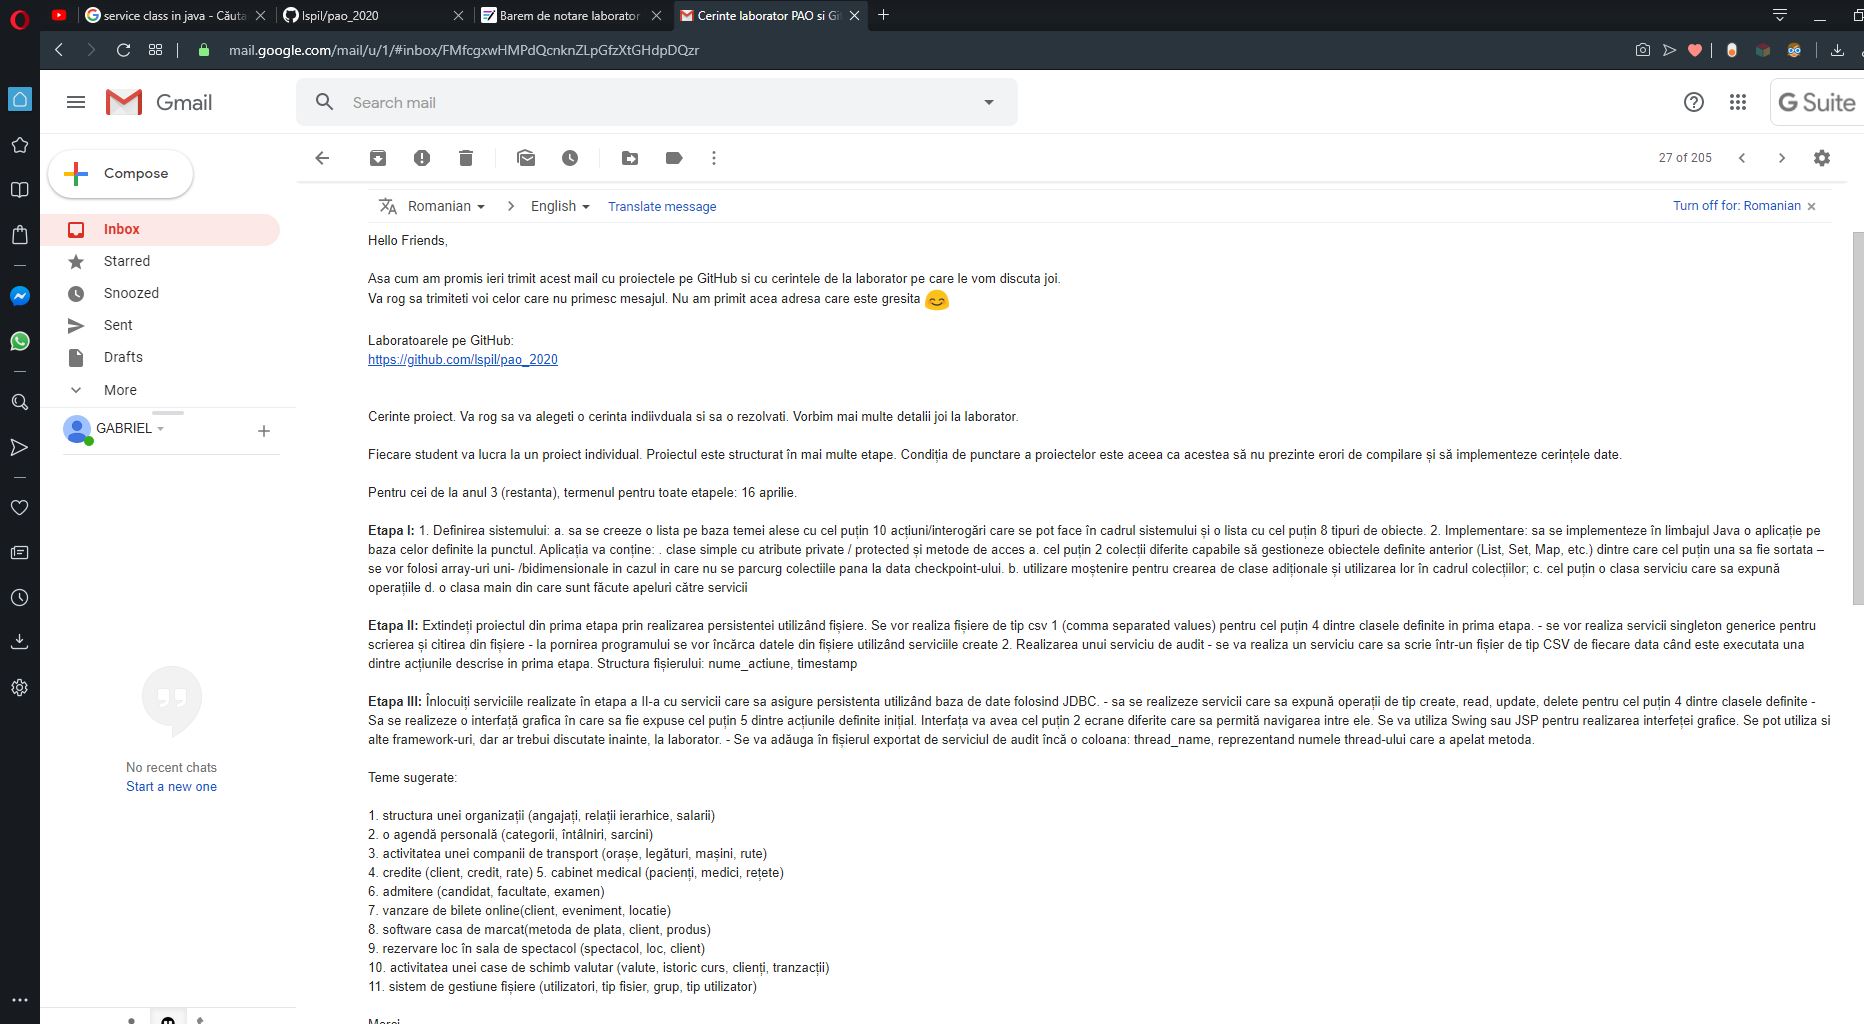 service class in java - Căuta
lspil/pao_2020
Barem de notare laborator
Cerinte laborator PAO si Gi
mail.google.com/mail/u/1/#inbox/FMfcgxwHMPdQcnknZLpGfzXtGHdpDQzr
Gmail
Search mail
G Suite
Compose
27 of 205
Inbox
Starred
Snoozed
Sent
Drafts
More
GABRIEL
No recent chats
Start a new one
Romanian
English
Translate message
Turn off for: Romanian
Hello Friends,
Asa cum am promis ieri trimit acest mail cu proiectele pe GitHub si cu cerintele de la laborator pe care le vom discuta joi.
Va rog sa trimiteti voi celor care nu primesc mesajul. Nu am primit acea adresa care este gresita
Laboratoarele pe GitHub:
https://github.com/lspil/pao_2020
Cerinte proiect. Va rog sa va alegeti o cerinta indiivduala si sa o rezolvati. Vorbim mai multe detalii joi la laborator.
Fiecare student va lucra la un proiect individual. Proiectul este structurat în mai multe etape. Condiția de punctare a proiectelor este aceea ca acestea să nu prezinte erori de compilare și să implementeze cerințele date.
Pentru cei de la anul 3 (restanta), termenul pentru toate etapele: 16 aprilie.
Etapa I: 1. Definirea sistemului: a. sa se creeze o lista pe baza temei alese cu cel puțin 10 acțiuni/interogări care se pot face în cadrul sistemului și o lista cu cel puțin 8 tipuri de obiecte. 2. Implementare: sa se implementeze în limbajul Java o aplicație pe
baza celor definite la punctul. Aplicația va conține: . clase simple cu atribute private / protected și metode de acces a. cel puțin 2 colecții diferite capabile să gestioneze obiectele definite anterior (List, Set, Map, etc.) dintre care cel puțin una sa fie sortata –
se vor folosi array-uri uni- /bidimensionale in cazul in care nu se parcurg colectiile pana la data checkpoint-ului. b. utilizare moștenire pentru crearea de clase adiționale și utilizarea lor în cadrul colecțiilor; c. cel puțin o clasa serviciu care sa expună
operațiile d. o clasa main din care sunt făcute apeluri către servicii
Etapa II: Extindeți proiectul din prima etapa prin realizarea persistentei utilizând fișiere. Se vor realiza fișiere de tip csv 1 (comma separated values) pentru cel puțin 4 dintre clasele definite in prima etapa. - se vor realiza servicii singleton generice pentru
scrierea și citirea din fișiere - la pornirea programului se vor încărca datele din fișiere utilizând serviciile create 2. Realizarea unui serviciu de audit - se va realiza un serviciu care sa scrie într-un fișier de tip CSV de fiecare data când este executata una
dintre acțiunile descrise in prima etapa. Structura fișierului: nume_actiune, timestamp
Etapa III: Înlocuiți serviciile realizate în etapa a II-a cu servicii care sa asigure persistenta utilizând baza de date folosind JDBC. - sa se realizeze servicii care sa expună operații de tip create, read, update, delete pentru cel puțin 4 dintre clasele definite -
Sa se realizeze o interfață grafica în care sa fie expuse cel puțin 5 dintre acțiunile definite inițial. Interfața va avea cel puțin 2 ecrane diferite care sa permită navigarea intre ele. Se va utiliza Swing sau JSP pentru realizarea interfeței grafice. Se pot utiliza si
alte framework-uri, dar ar trebui discutate inainte, la laborator. - Se va adăuga în fișierul exportat de serviciul de audit încă o coloana: thread_name, reprezentand numele thread-ului care a apelat metoda.
Teme sugerate:
1. structura unei organizații (angajați, relații ierarhice, salarii)
2. o agendă personală (categorii, întâlniri, sarcini)
3. activitatea unei companii de transport (orașe, legături, mașini, rute)
4. credite (client, credit, rate) 5. cabinet medical (pacienți, medici, rețete)
6. admitere (candidat, facultate, examen)
7. vanzare de bilete online(client, eveniment, locatie)
8. software casa de marcat(metoda de plata, client, produs)
9. rezervare loc în sala de spectacol (spectacol, loc, client)
10. activitatea unei case de schimb valutar (valute, istoric curs, clienți, tranzacții)
11. sistem de gestiune fișiere (utilizatori, tip fisier, grup, tip utilizator)
Merci